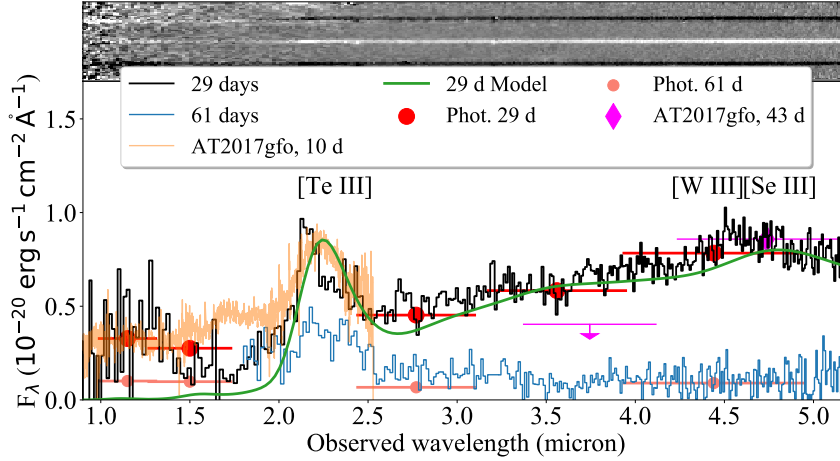 29 days
29 d Model
Phot. 61 d
61 days
Phot. 29 d
AT2017gfo, 43 d
AT2017gfo, 10 d
[Te III]
[W III][Se III]
1.5
1.0
0.5
0.0
F_λ (10⁻²⁰ erg s⁻¹ cm⁻² Å⁻¹)
1.0 1.5 2.0 2.5 3.0 3.5 4.0 4.5 5.0
Observed wavelength (micron)